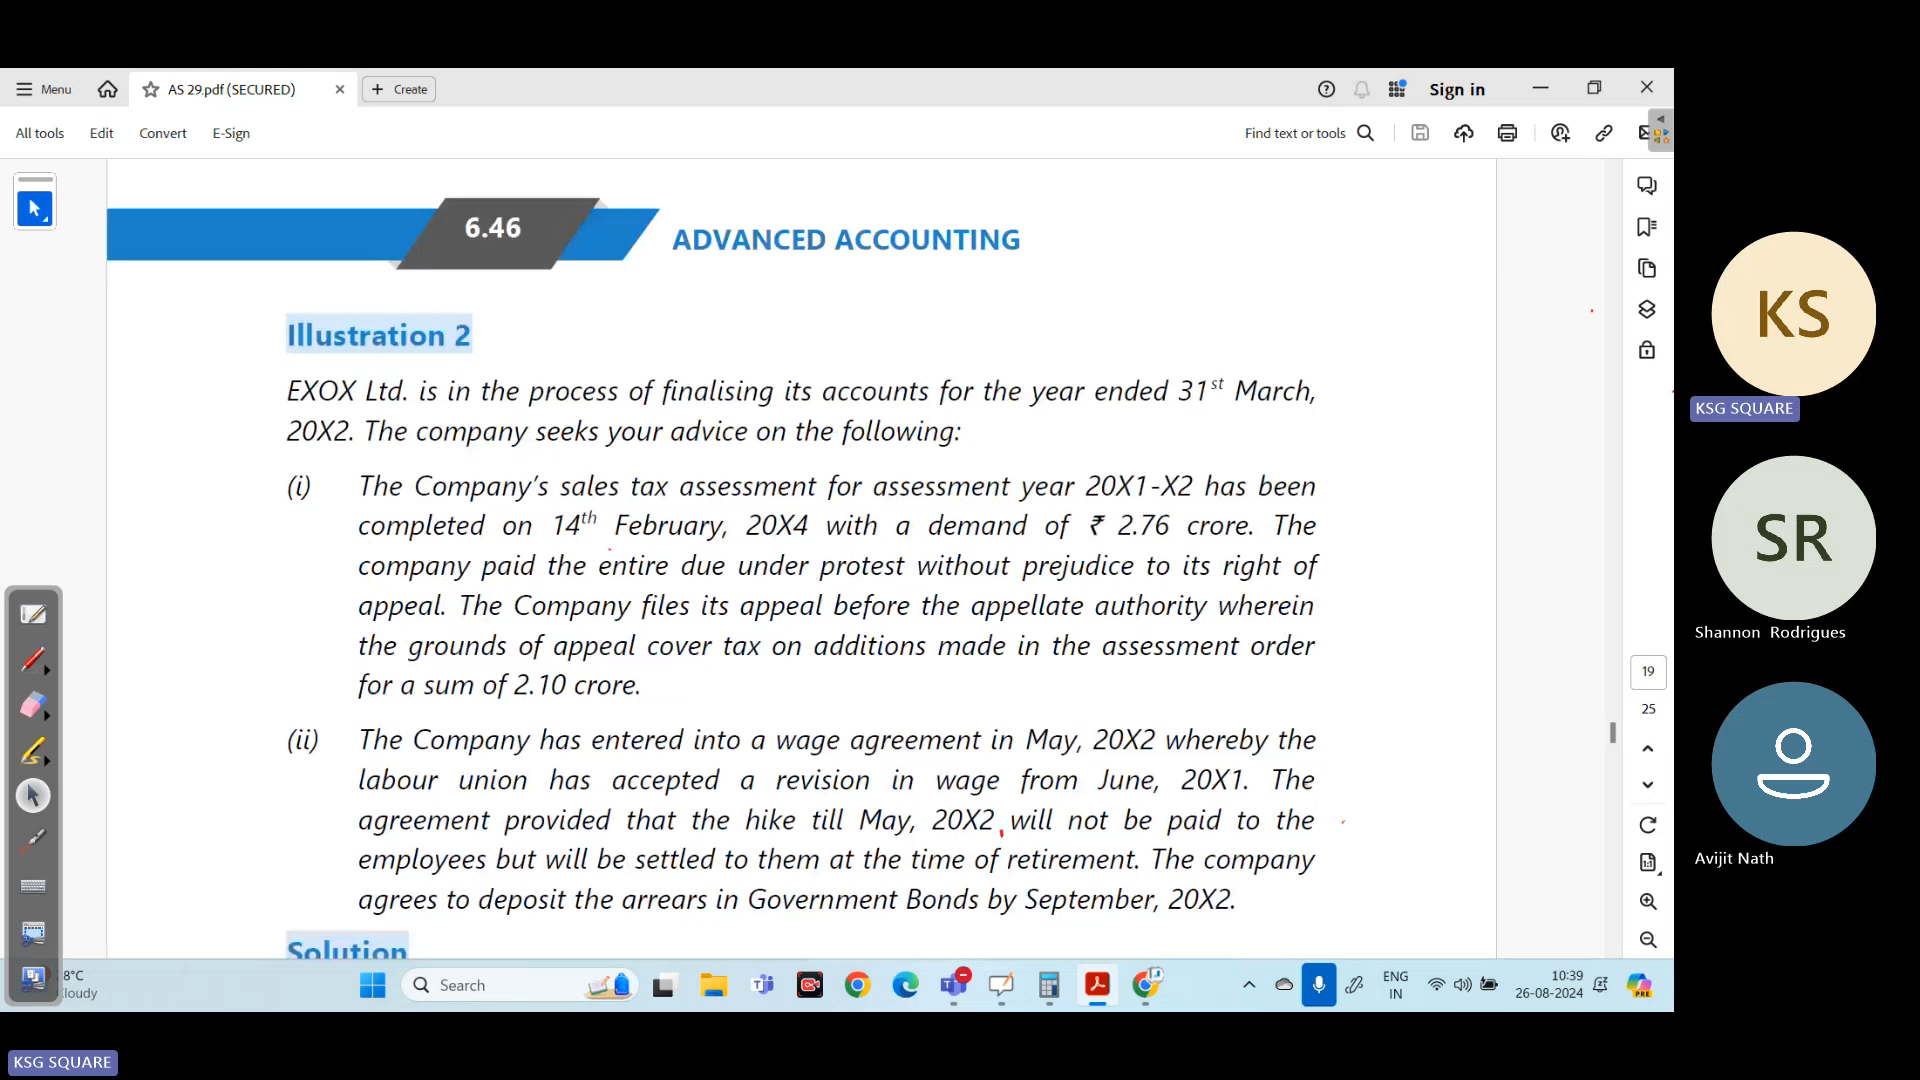 Menu
AS 29.pdf (SECURED)
Create
Sign in
All tools
Edit
Convert
E-Sign
Find text or tools
6.46
ADVANCED ACCOUNTING
Illustration 2
EXOX Ltd. is in the process of finalising its accounts for the year ended 31st March,
20X2. The company seeks your advice on the following:
(i) The Company's sales tax assessment for assessment year 20X1-X2 has been
completed on 14th February, 20X4 with a demand of ₹ 2.76 crore. The
company paid the entire due under protest without prejudice to its right of
appeal. The Company files its appeal before the appellate authority wherein
the grounds of appeal cover tax on additions made in the assessment order
for a sum of 2.10 crore.
(ii) The Company has entered into a wage agreement in May, 20X2 whereby the
labour union has accepted a revision in wage from June, 20X1. The
agreement provided that the hike till May, 20X2 will not be paid to the
employees but will be settled to them at the time of retirement. The company
agrees to deposit the arrears in Government Bonds by September, 20X2.
Solution
19
25
KS
KSG SQUARE
SR
Shannon Rodrigues
Avijit Nath
8°C
Cloudy
Search
ENG
IN
10:39
26-08-2024
PRE
KSG SQUARE